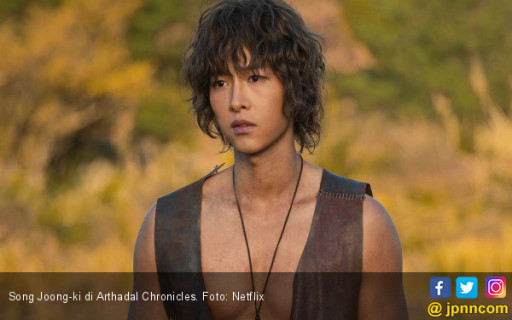 Song Joong-ki di Arthadal Chronicles. Foto: Netflix
@ jpnncom